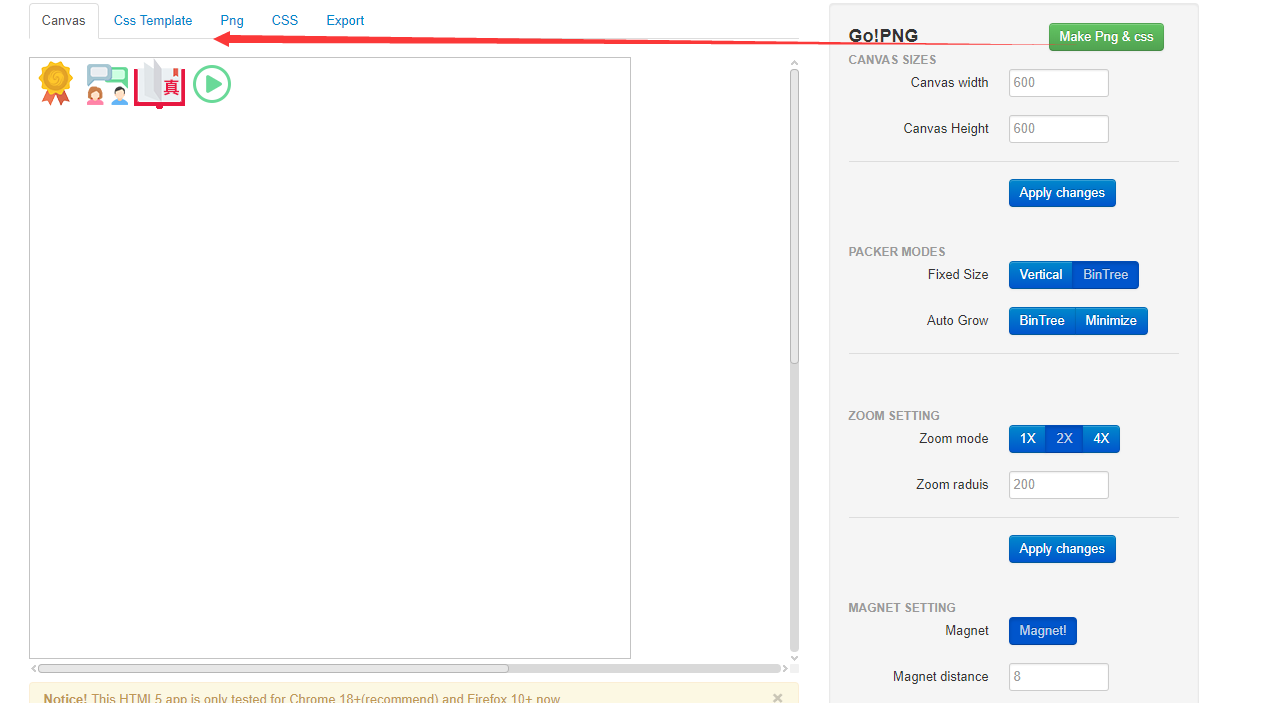 Canvas Css Template Png CSS Export
真
Go!PNG Make Png & css
CANVAS SIZES
Canvas width 600
Canvas Height 600
Apply changes
PACKER MODES
Fixed Size Vertical BinTree
Auto Grow BinTree Minimize
ZOOM SETTING
Zoom mode 1X 2X 4X
Zoom raduis 200
Apply changes
MAGNET SETTING
Magnet Magnet!
Magnet distance 8
Notice! This HTML5 app is only tested for Chrome 18+(recommend) and Firefox 10+ now ×